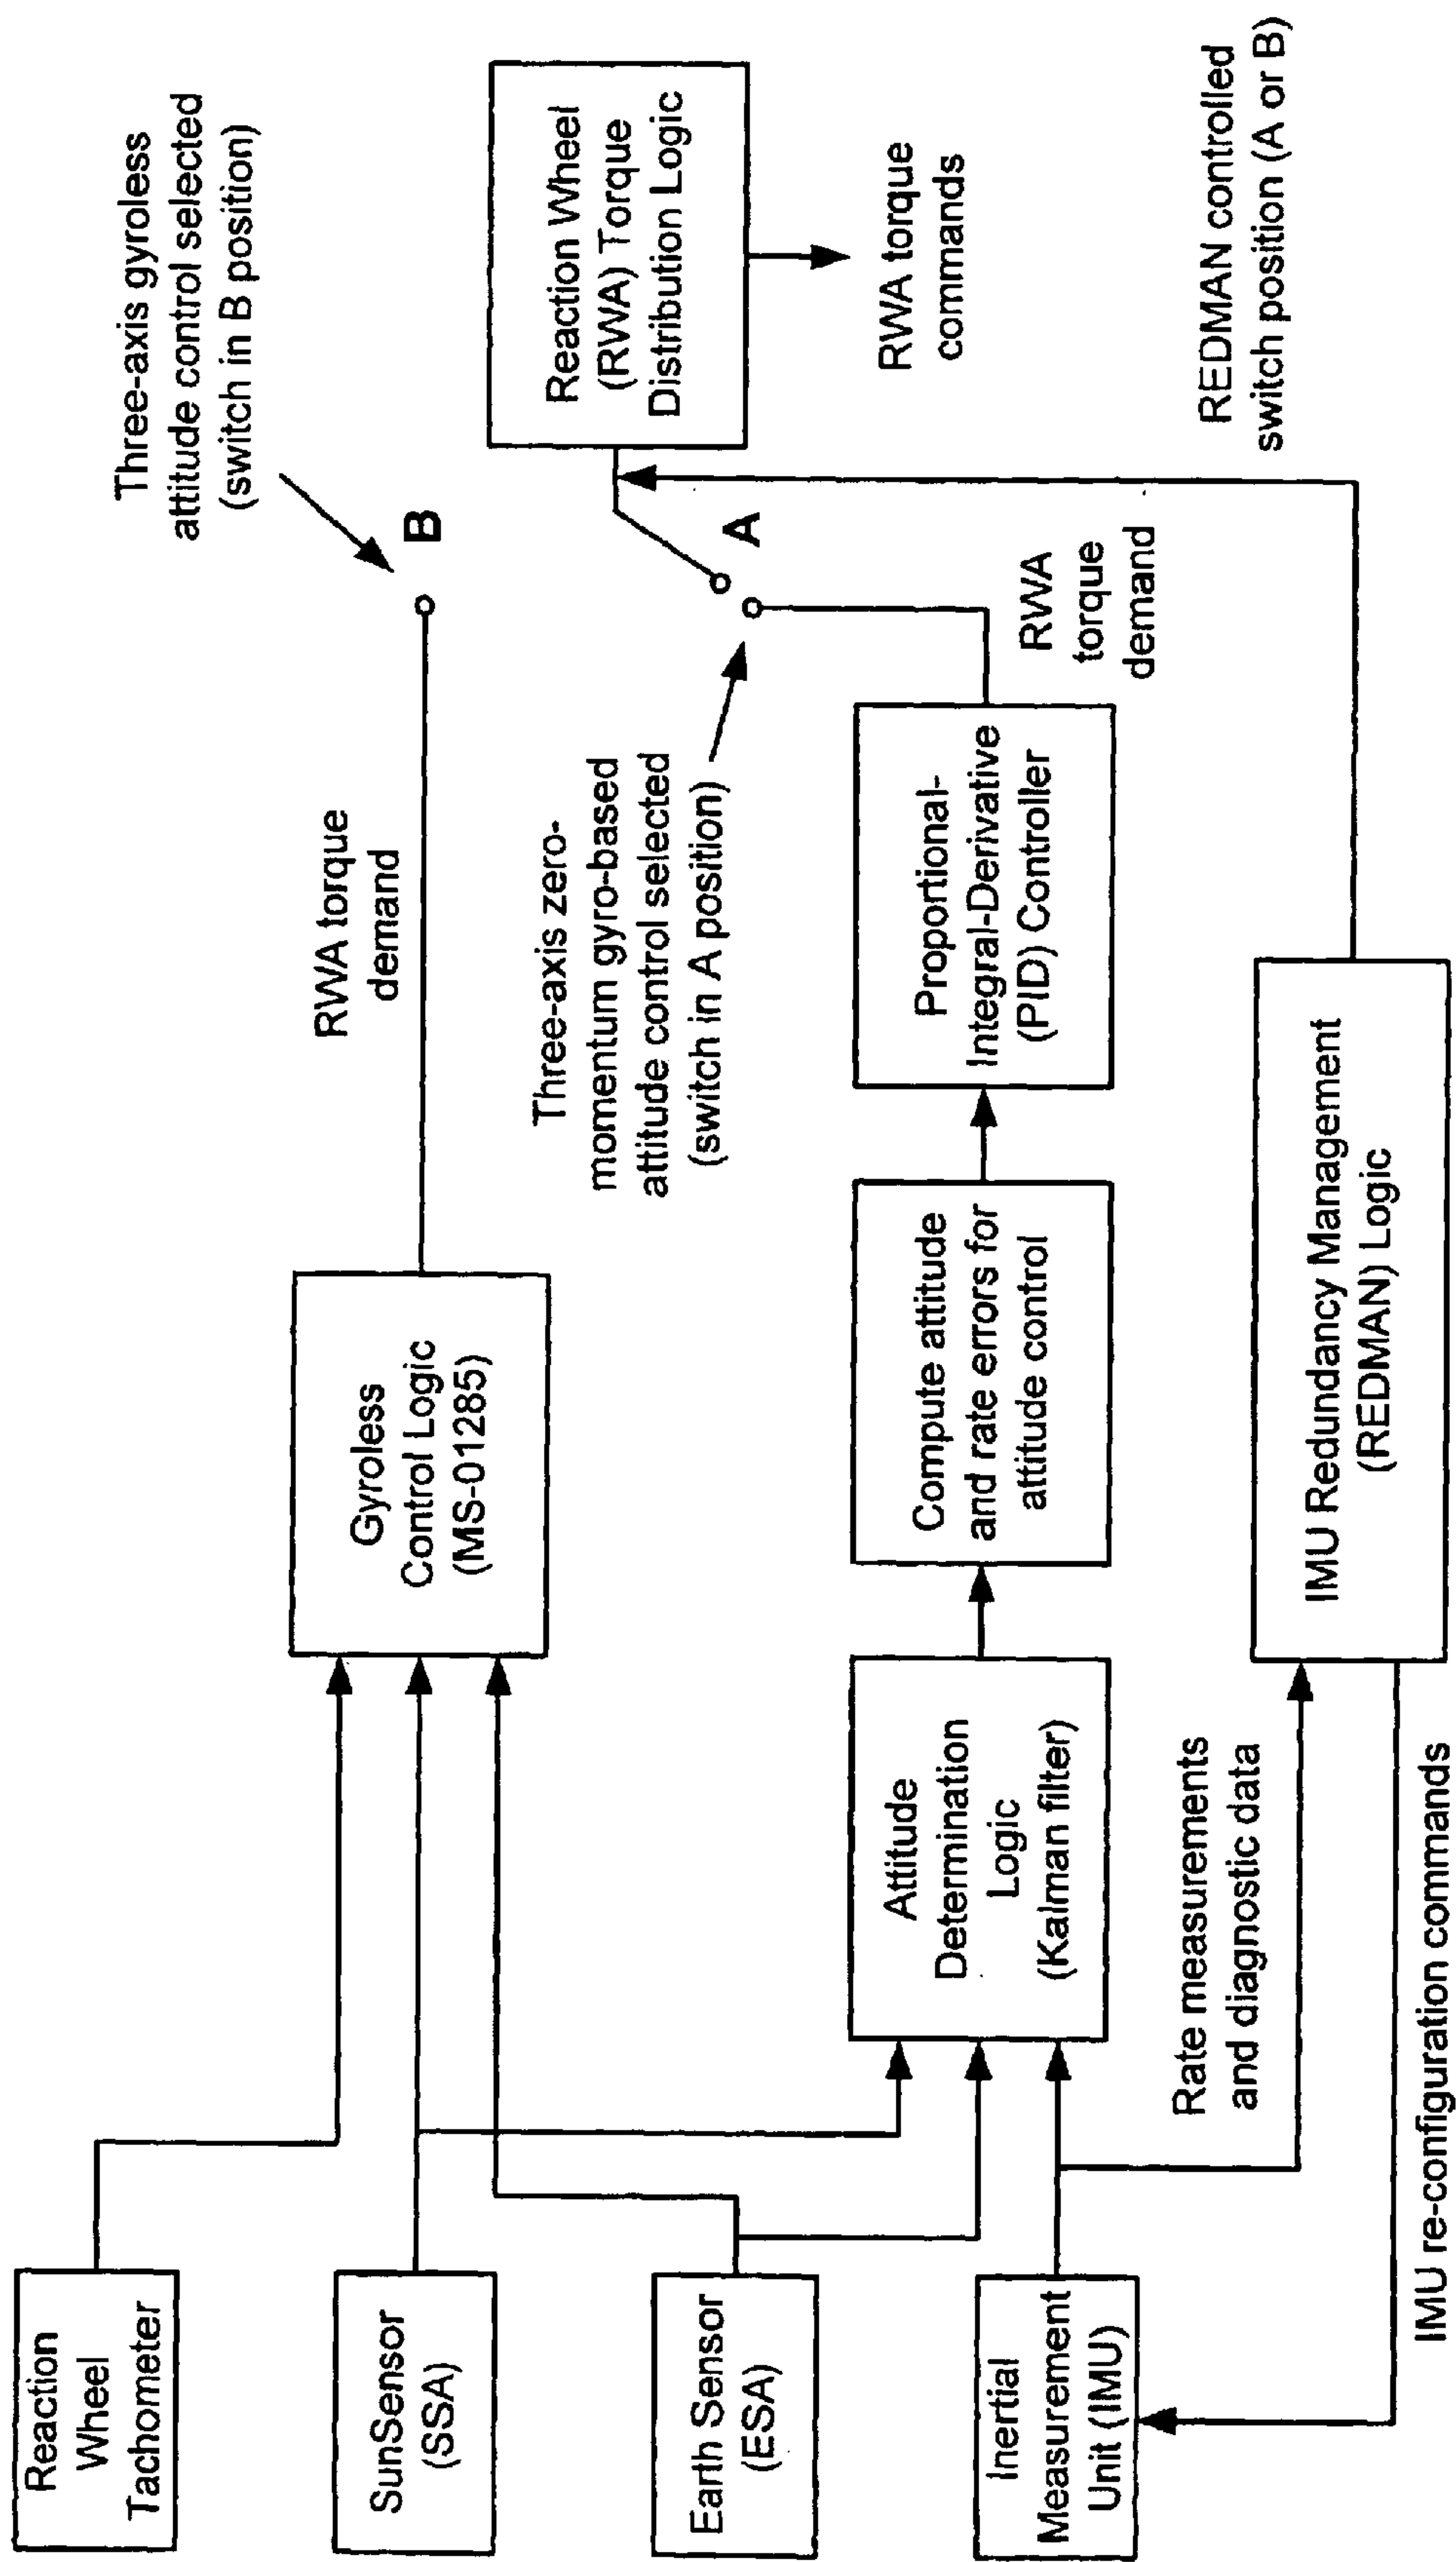 Reaction
Wheel
Tachometer
SunSensor
(SSA)
Earth Sensor
(ESA)
Inertial
Measurement
Unit (IMU)
Gyroless
Control Logic
(MS-01285)
Attitude
Determination
Logic
(Kalman filter)
Compute attitude
and rate errors for
attitude control
Proportional-
Integral-Derivative
(PID) Controller
IMU Redundancy Management
(REDMAN) Logic
Rate measurements
and diagnostic data
IMU re-configuration commands
RWA torque
demand
Three-axis zero-
momentum gyro-based
attitude control selected
(switch in A position)
Three-axis gyroless
attitude control selected
(switch in B position)
B
A
RWA
torque
demand
Reaction Wheel
(RWA) Torque
Distribution Logic
RWA torque
commands
REDMAN controlled
switch position (A or B)